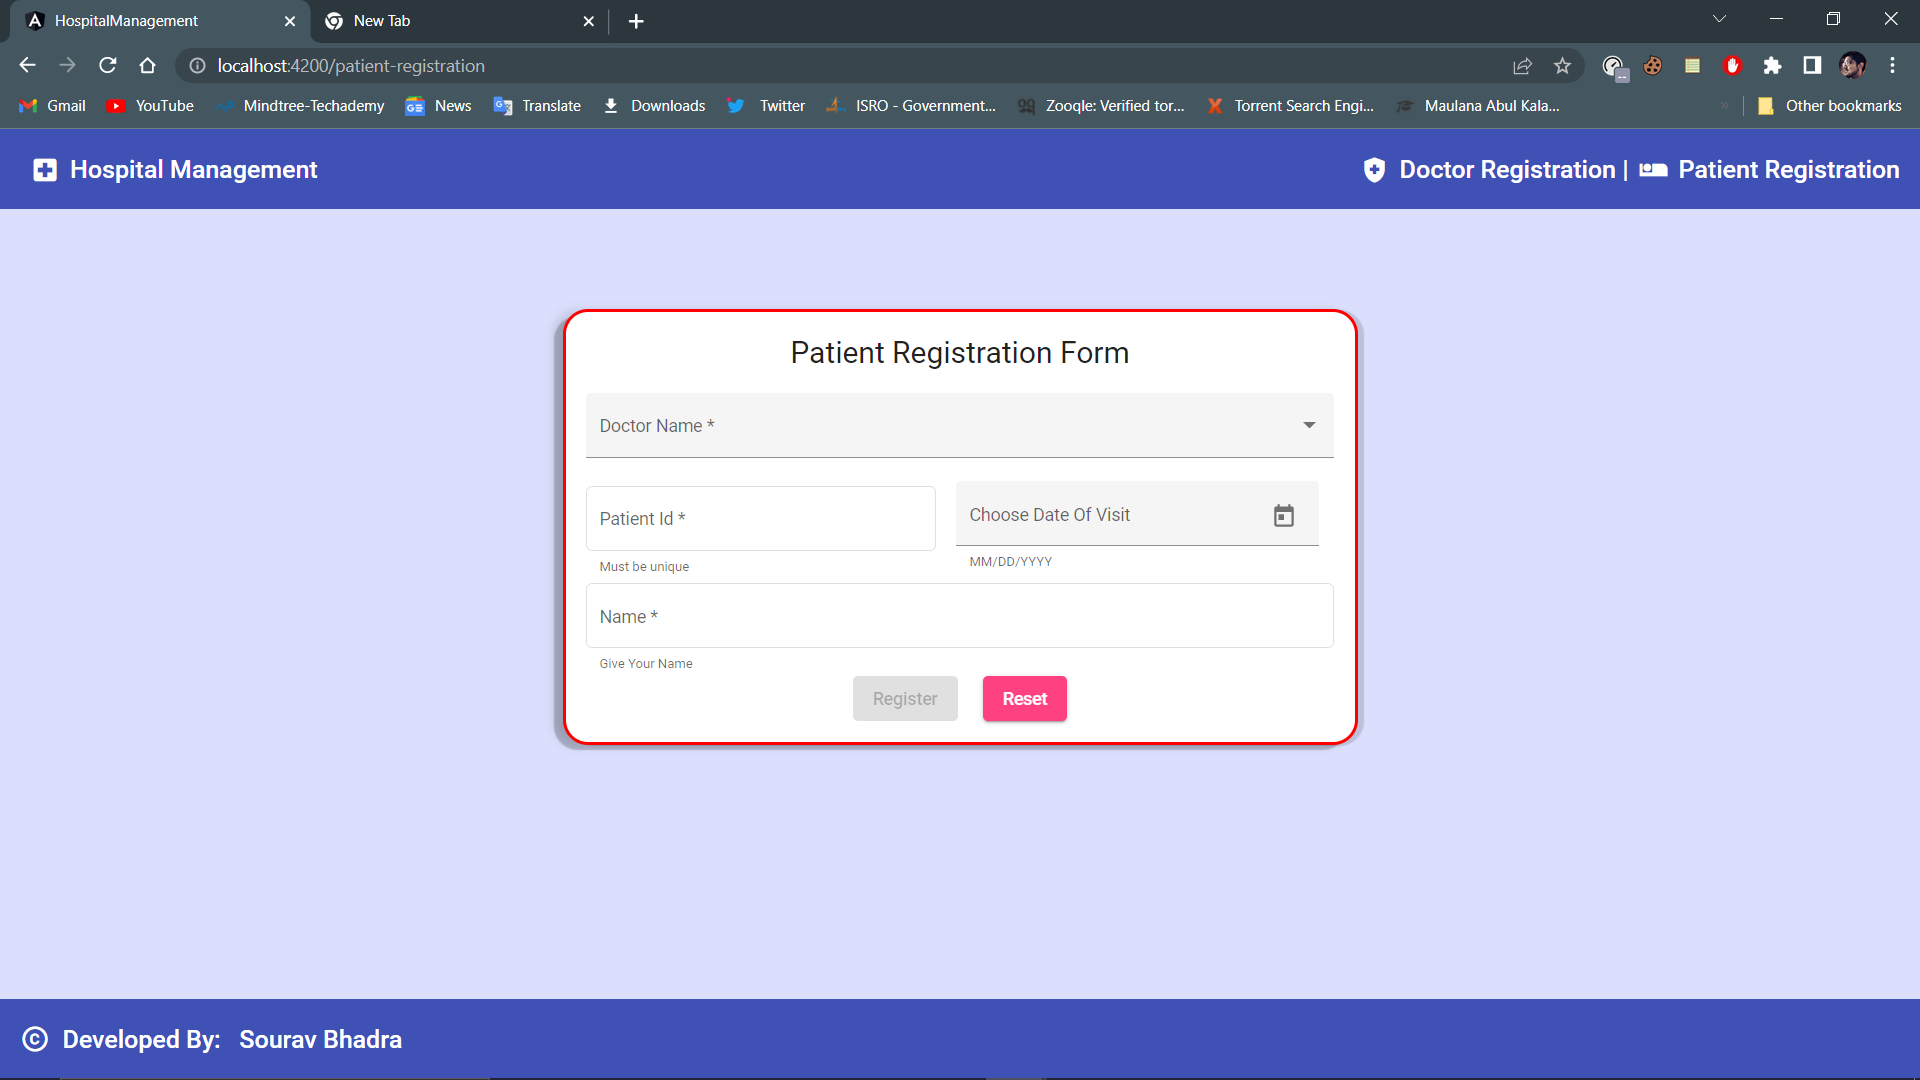 HospitalManagement
New Tab
localhost:4200/patient-registration
Gmail
YouTube
Mindtree-Techademy
News
Translate
Downloads
Twitter
ISRO - Government...
Zooqle: Verified tor...
Torrent Search Engi...
Maulana Abul Kala...
Other bookmarks
Hospital Management
Doctor Registration |
Patient Registration
Patient Registration Form
Doctor Name *
Patient Id *
Choose Date Of Visit
Must be unique
MM/DD/YYYY
Name *
Give Your Name
Register
Reset
© Developed By: Sourav Bhadra